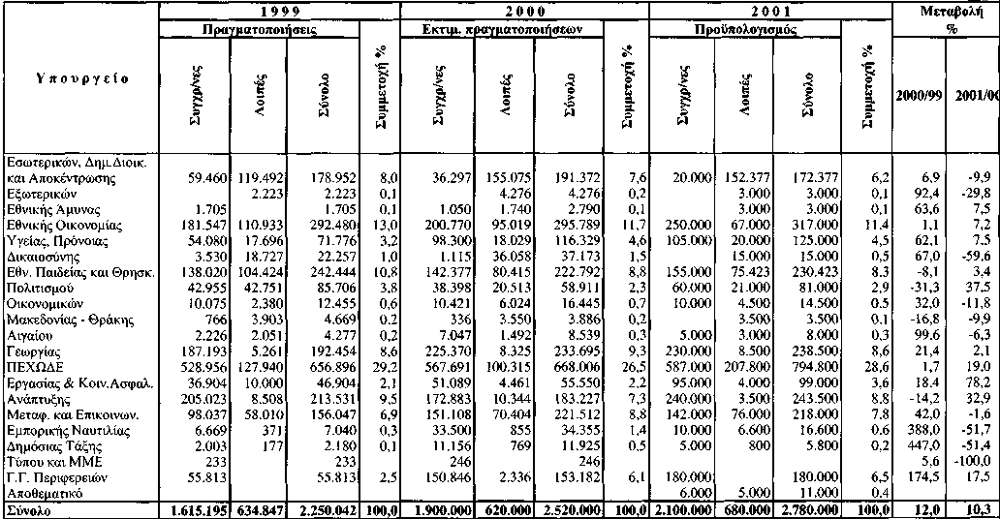 1999 2000 2001 Μεταβολή
Πραγματοποιήσεις Εκτιμ. πραγματοποιήσεων Προϋπολογισμός %
Υπουργείο Συγχρ/νες Λοιπές Σύνολο Συμμετοχή % Συγχρ/νες Λοιπές Σύνολο Συμμετοχή % Συγχρ/νες Λοιπές Σύνολο Συμμετοχή % 2000/99 2001/00
Εσωτερικών, Δημ.Διοικ.
και Αποκέντρωσης 59.460 119.492 178.952 8,0 36.297 155.075 191.372 7,6 20.000 152.377 172.377 6,2 6,9 -9,9
Εξωτερικών 2.223 2.223 0,1 4.276 4.276 0,2 3.000 3.000 0,1 92,4 -29,8
Εθνικής Άμυνας 1.705 1.705 0,1 1.050 1.740 2.790 0,1 3.000 3.000 0,1 63,6 7,5
Εθνικής Οικονομίας 181.547 110.933 292.480 13,0 200.770 95.019 295.789 11,7 250.000 67.000 317.000 11,4 1,1 7,2
Υγείας, Πρόνοιας 54.080 17.696 71.776 3,2 98.300 18.029 116.329 4,6 105.000 20.000 125.000 4,5 62,1 7,5
Δικαιοσύνης 3.530 18.727 22.257 1,0 1.115 36.058 37.173 1,5 15.000 15.000 0,5 67,0 -59,6
Εθν. Παιδείας και Θρησκ. 138.020 104.424 242.444 10,8 142.377 80.415 222.792 8,8 155.000 75.423 230.423 8,3 -8,1 3,4
Πολιτισμού 42.955 42.751 85.706 3,8 38.398 20.513 58.911 2,3 60.000 21.000 81.000 2,9 -31,3 37,5
Οικονομικών 10.075 2.380 12.455 0,6 10.421 6.024 16.445 0,7 10.000 4.500 14.500 0,5 32,0 -11,8
Μακεδονίας - Θράκης 766 3.903 4.669 0,2 336 3.550 3.886 0,2 3.500 3.500 0,1 -16,8 -9,9
Αιγαίου 2.226 2.051 4.277 0,2 7.047 1.492 8.539 0,3 5.000 3.000 8.000 0,3 99,6 -6,3
Γεωργίας 187.193 5.261 192.454 8,6 225.370 8.325 233.695 9,3 230.000 8.500 238.500 8,6 21,4 2,1
ΠΕΧΩΔΕ 528.956 127.940 656.896 29,2 567.691 100.315 668.006 26,5 587.000 207.800 794.800 28,6 1,7 19,0
Εργασίας & Κοιν.Ασφαλ. 36.904 10.000 46.904 2,1 51.089 4.461 55.550 2,2 95.000 4.000 99.000 3,6 18,4 78,2
Ανάπτυξης 205.023 8.508 213.531 9,5 172.883 10.344 183.227 7,3 240.000 3.500 243.500 8,8 -14,2 32,9
Μεταφ. και Επικοινων. 98.037 58.010 156.047 6,9 151.108 70.404 221.512 8,8 142.000 76.000 218.000 7,8 42,0 -1,6
Εμπορικής Ναυτιλίας 6.669 371 7.040 0,3 33.500 855 34.355 1,4 10.000 6.600 16.600 0,6 388,0 -51,7
Δημόσιας Τάξης 2.003 177 2.180 0,1 11.156 769 11.925 0,5 5.000 800 5.800 0,2 447,0 -51,4
Τύπου και ΜΜΕ 233 233 246 246 5,6 -100,0
Γ.Γ. Περιφερειών 55.813 55.813 2,5 150.846 2.336 153.182 6,1 180.000 180.000 6,5 174,5 17,5
Αποθεματικό 6.000 5.000 11.000 0,4
Σύνολο 1.615.195 634.847 2.250.042 100,0 1.900.000 620.000 2.520.000 100,0 2.100.000 680.000 2.780.000 100,0 12,0 10,3